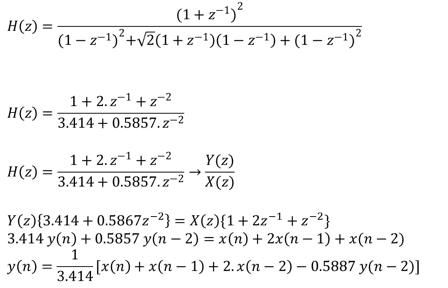 H(z) = (1 + z⁻¹)² / ((1 − z⁻¹)²+√2(1 + z⁻¹)(1 − z⁻¹) + (1 − z⁻¹)²)
H(z) = (1 + 2.z⁻¹ + z⁻²) / (3.414 + 0.5857.z⁻²)
H(z) = (1 + 2.z⁻¹ + z⁻²) / (3.414 + 0.5857.z⁻²) → Y(z) / X(z)
Y(z){3.414 + 0.5867z⁻²} = X(z){1 + 2z⁻¹ + z⁻²}
3.414 y(n) + 0.5857 y(n − 2) = x(n) + 2x(n − 1) + x(n − 2)
y(n) = 1 / 3.414 [x(n) + x(n − 1) + 2.x(n − 2) − 0.5887 y(n − 2)]